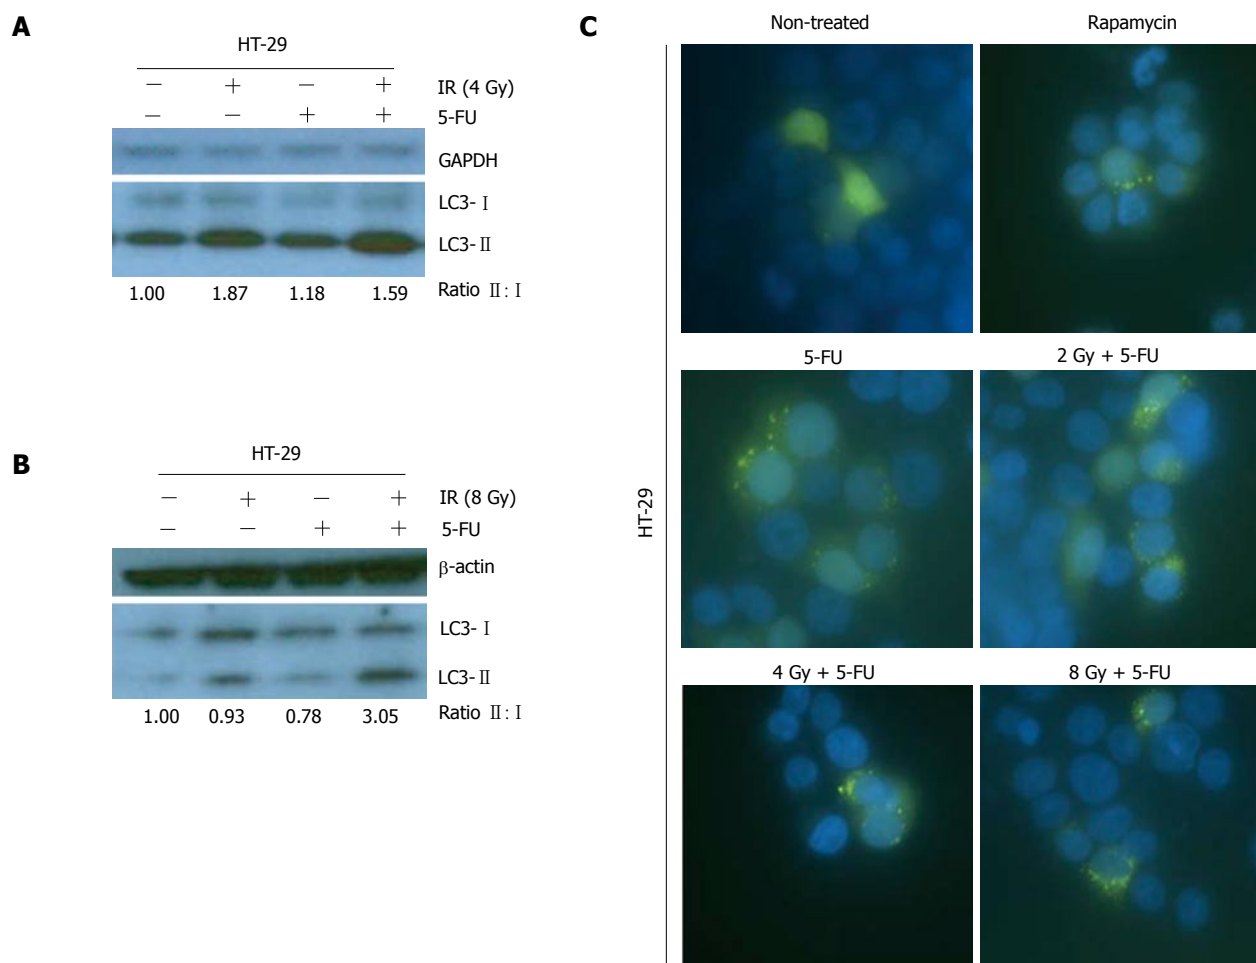 A
HT-29
— + — + IR (4 Gy)
— — + + 5-FU
GAPDH
LC3-Ⅰ
LC3-Ⅱ
1.00 1.87 1.18 1.59 Ratio Ⅱ:Ⅰ
B
HT-29
— + — + IR (8 Gy)
— — + + 5-FU
β-actin
LC3-Ⅰ
LC3-Ⅱ
1.00 0.93 0.78 3.05 Ratio Ⅱ:Ⅰ
C
Non-treated Rapamycin
5-FU 2 Gy + 5-FU
HT-29
4 Gy + 5-FU 8 Gy + 5-FU